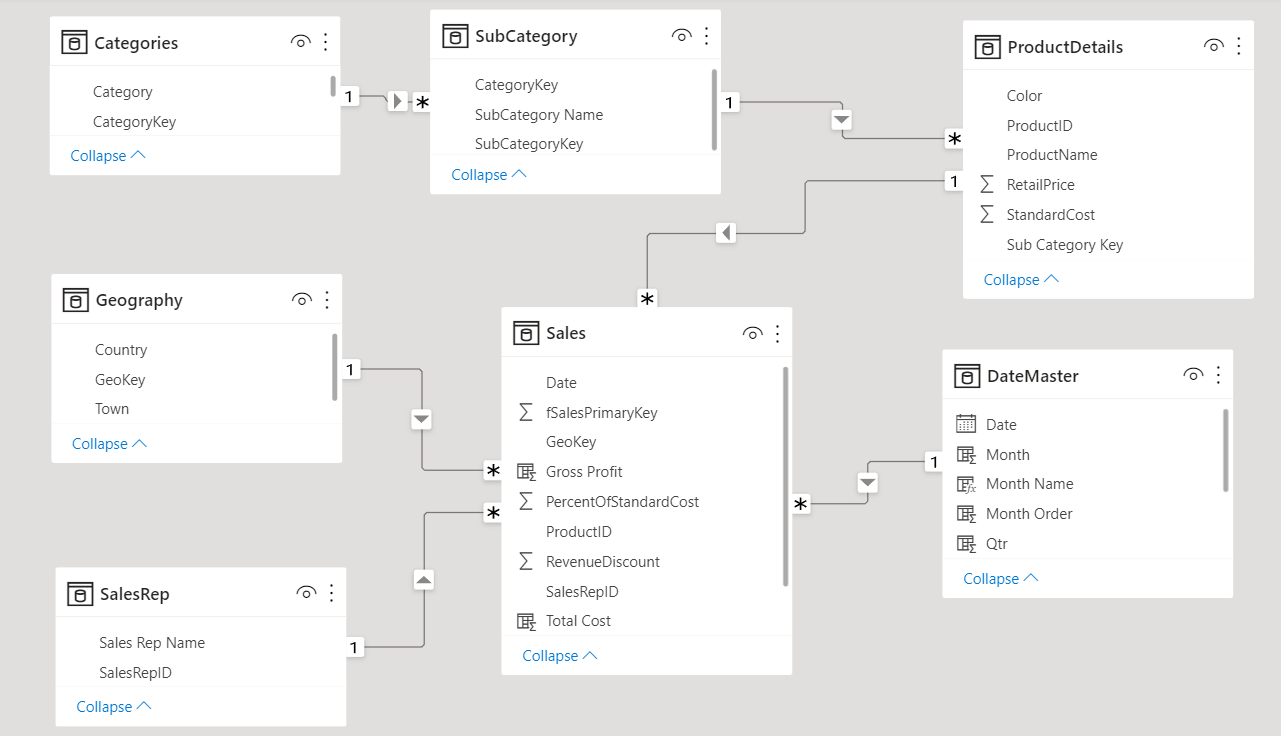 Categories
Category
CategoryKey
Collapse
1
*
SubCategory
CategoryKey
SubCategory Name
SubCategoryKey
Collapse
1
*
ProductDetails
Color
ProductID
ProductName
Σ RetailPrice
Σ StandardCost
Sub Category Key
Collapse
1
*
Geography
Country
GeoKey
Town
Collapse
1
*
Sales
Date
Σ fSalesPrimaryKey
GeoKey
Gross Profit
Σ PercentOfStandardCost
ProductID
Σ RevenueDiscount
SalesRepID
Total Cost
Collapse
*
1
DateMaster
Date
Month
Month Name
Month Order
Qtr
Collapse
SalesRep
Sales Rep Name
SalesRepID
Collapse
1
*